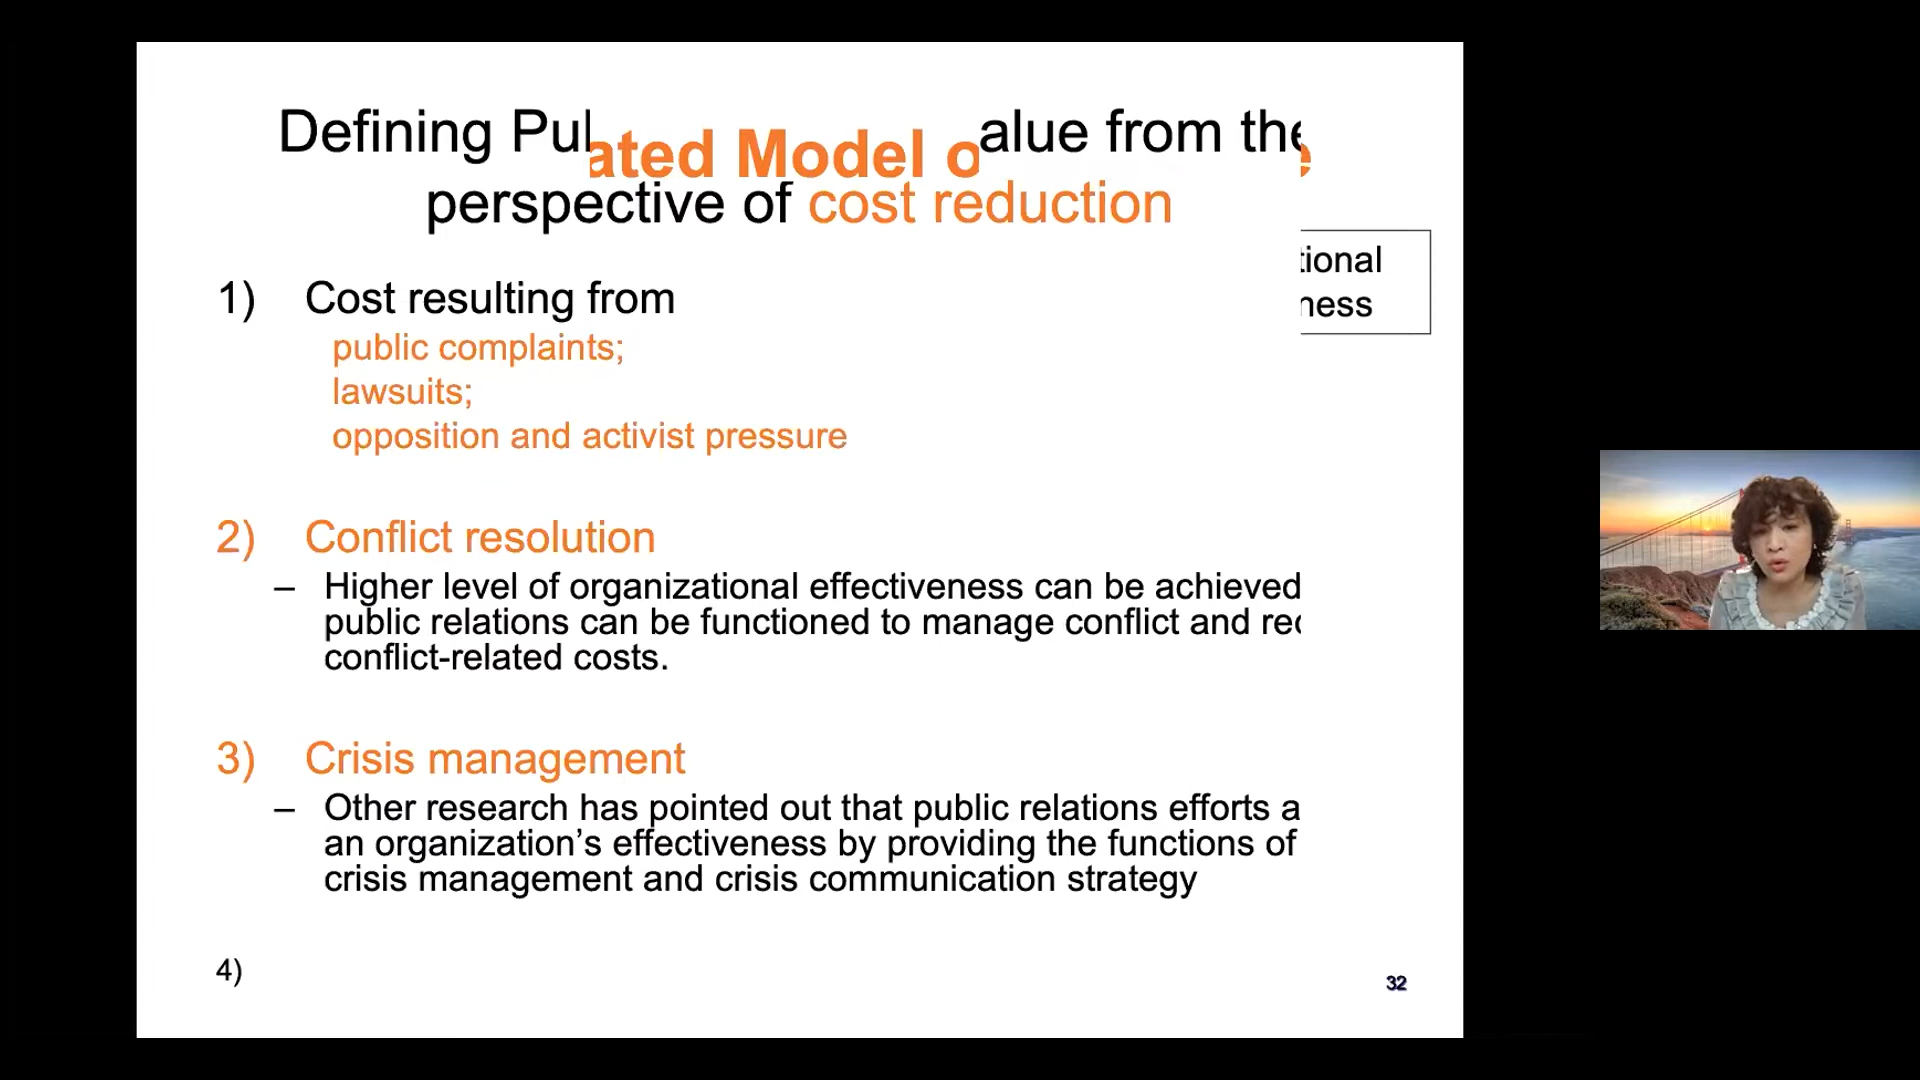 Defining Pu
ated Model o
alue from the
perspective of cost reduction
tional
ness
1) Cost resulting from
public complaints;
lawsuits;
opposition and activist pressure
2) Conflict resolution
– Higher level of organizational effectiveness can be achieved
public relations can be functioned to manage conflict and
conflict-related costs.
3) Crisis management
– Other research has pointed out that public relations efforts a
an organization’s effectiveness by providing the functions of
crisis management and crisis communication strategy
4)
32